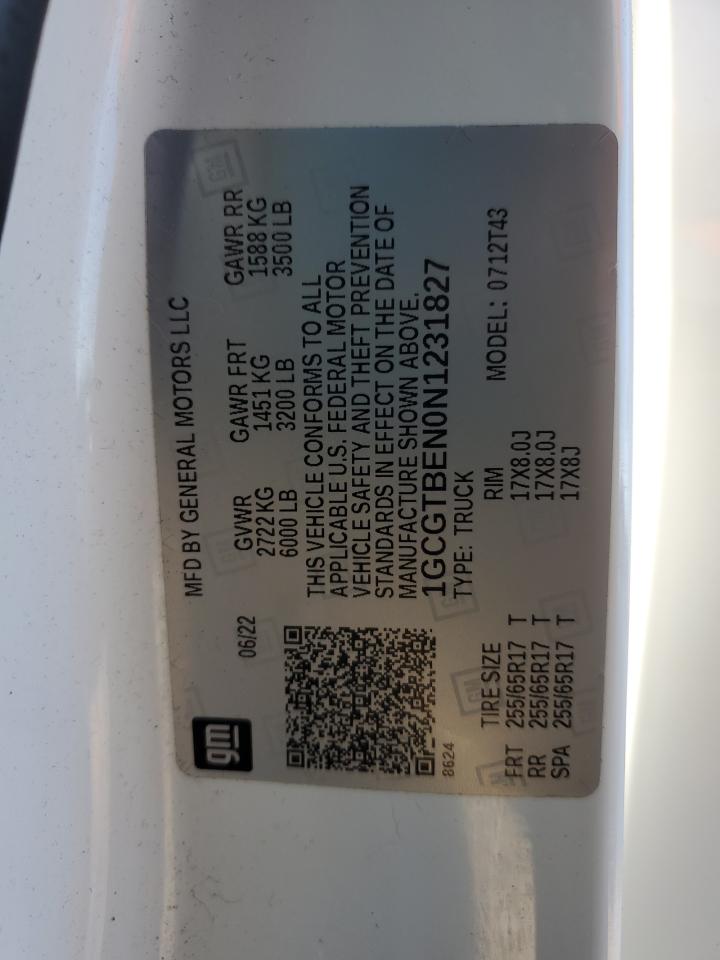 gm
MFD BY GENERAL MOTORS LLC
06/22
GVWR GAWR FRT GAWR RR
2722 KG 1451 KG 1588 KG
6000 LB 3200 LB 3500 LB
THIS VEHICLE CONFORMS TO ALL
APPLICABLE U.S. FEDERAL MOTOR
VEHICLE SAFETY AND THEFT PREVENTION
STANDARDS IN EFFECT ON THE DATE OF
MANUFACTURE SHOWN ABOVE.
1GCGTBEN0N1231827
8624
TYPE: TRUCK MODEL: 0712T43
TIRE SIZE RIM
FRT 255/65R17 T 17X8.0J
RR 255/65R17 T 17X8.0J
SPA 255/65R17 T 17X8J